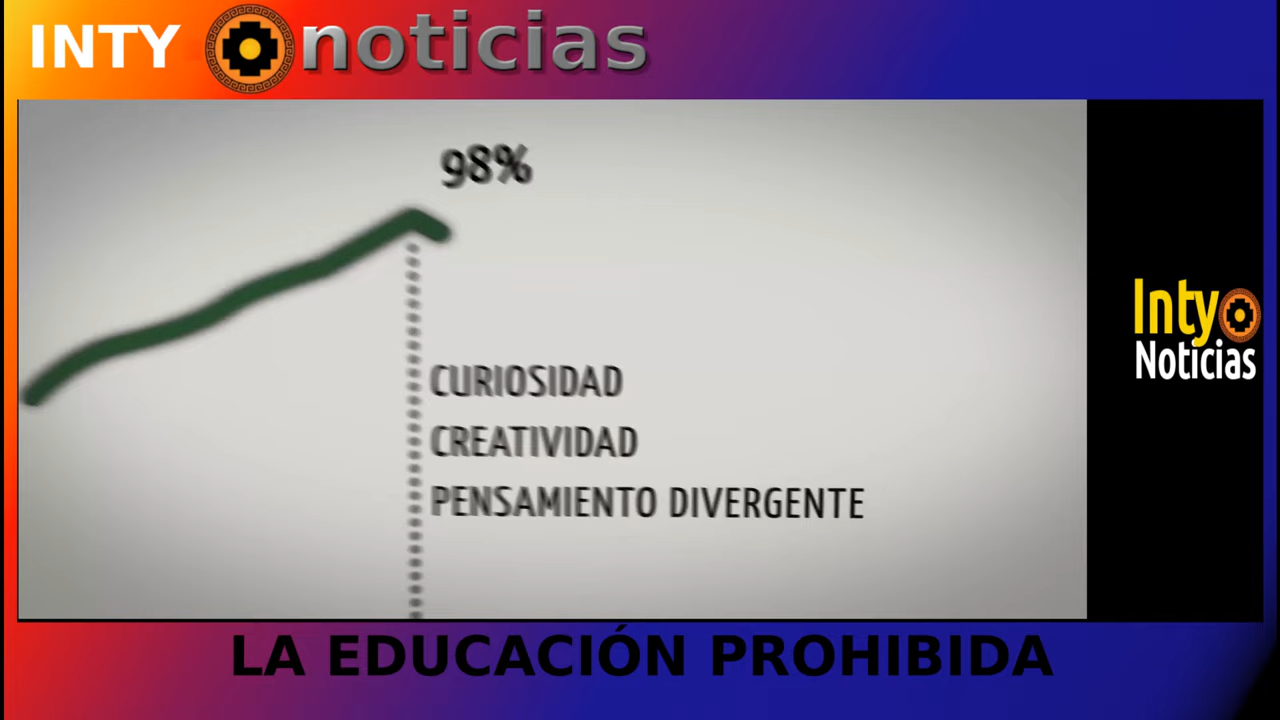 INTY noticias
98%
CURIOSIDAD
CREATIVIDAD
PENSAMIENTO DIVERGENTE
Inty
Noticias
LA EDUCACIÓN PROHIBIDA